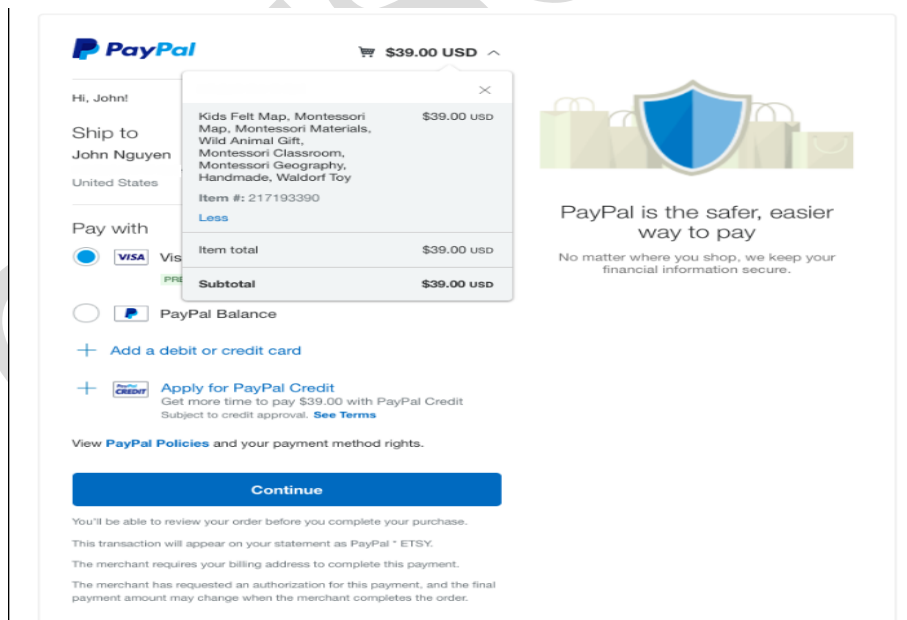 PayPal
$39.00 USD
Hi, John!
Ship to
John Nguyen
United States
Kids Felt Map, Montessori $39.00 USD
Map, Montessori Materials,
Wild Animal Gift,
Montessori Classroom,
Montessori Geography,
Handmade, Waldorf Toy
Item #: 217193390
Less
Item total $39.00 USD
Subtotal $39.00 USD
Pay with
VISA Vis
PRE
PayPal Balance
Add a debit or credit card
PayPal CREDIT Apply for PayPal Credit
Get more time to pay $39.00 with PayPal Credit
Subject to credit approval. See Terms
View PayPal Policies and your payment method rights.
Continue
You'll be able to review your order before you complete your purchase.
This transaction will appear on your statement as PayPal * ETSY.
The merchant requires your billing address to complete this payment.
The merchant has requested an authorization for this payment, and the final
payment amount may change when the merchant completes the order.
PayPal is the safer, easier
way to pay
No matter where you shop, we keep your
financial information secure.